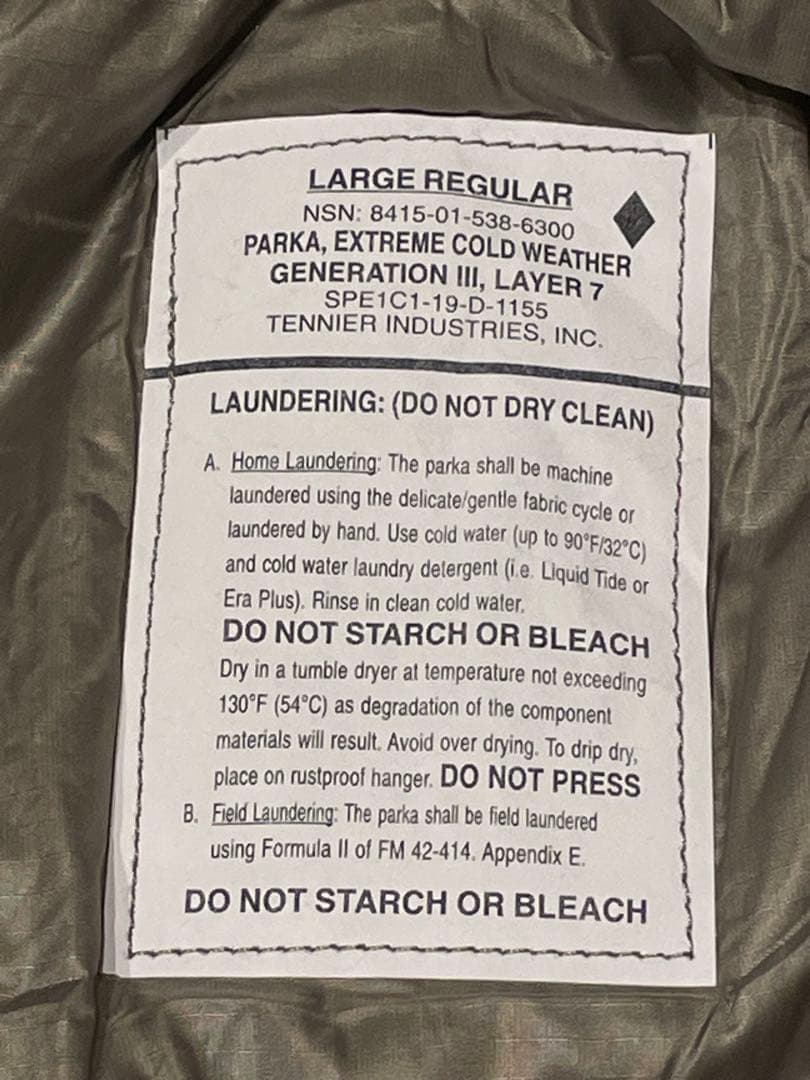 LARGE REGULAR
NSN: 8415-01-538-6300
PARKA, EXTREME COLD WEATHER
GENERATION III, LAYER 7
SPE1C1-19-D-1155
TENNIER INDUSTRIES, INC.
LAUNDERING: (DO NOT DRY CLEAN)
A. Home Laundering: The parka shall be machine
laundered using the delicate/gentle fabric cycle or
laundered by hand. Use cold water (up to 90°F/32°C)
and cold water laundry detergent (i.e. Liquid Tide or
Era Plus). Rinse in clean cold water.
DO NOT STARCH OR BLEACH
Dry in a tumble dryer at temperature not exceeding
130°F (54°C) as degradation of the component
materials will result. Avoid over drying. To drip dry,
place on rustproof hanger. DO NOT PRESS
B. Field Laundering: The parka shall be field laundered
using Formula II of FM 42-414. Appendix E.
DO NOT STARCH OR BLEACH